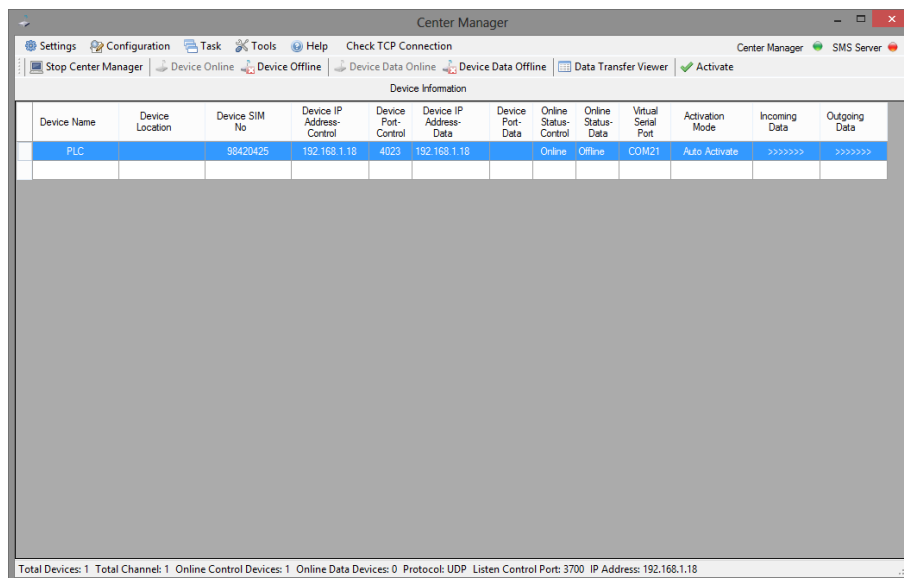 Center Manager
Settings Configuration Task Tools Help Check TCP Connection Center Manager SMS Server
Stop Center Manager Device Online Device Offline Device Data Online Device Data Offline Data Transfer Viewer Activate
Device Information
Device Name Device Location Device SIM No Device IP Address-Control Device Port-Control Device IP Address-Data Device Port-Data Online Status-Control Online Status-Data Virtual Serial Port Activation Mode Incoming Data Outgoing Data
PLC 98420425 192.168.1.18 4023 192.168.1.18 Online Offline COM21 Auto Activate >>>>>>> >>>>>>>
Total Devices: 1 Total Channel: 1 Online Control Devices: 1 Online Data Devices: 0 Protocol: UDP Listen Control Port: 3700 IP Address: 192.168.1.18